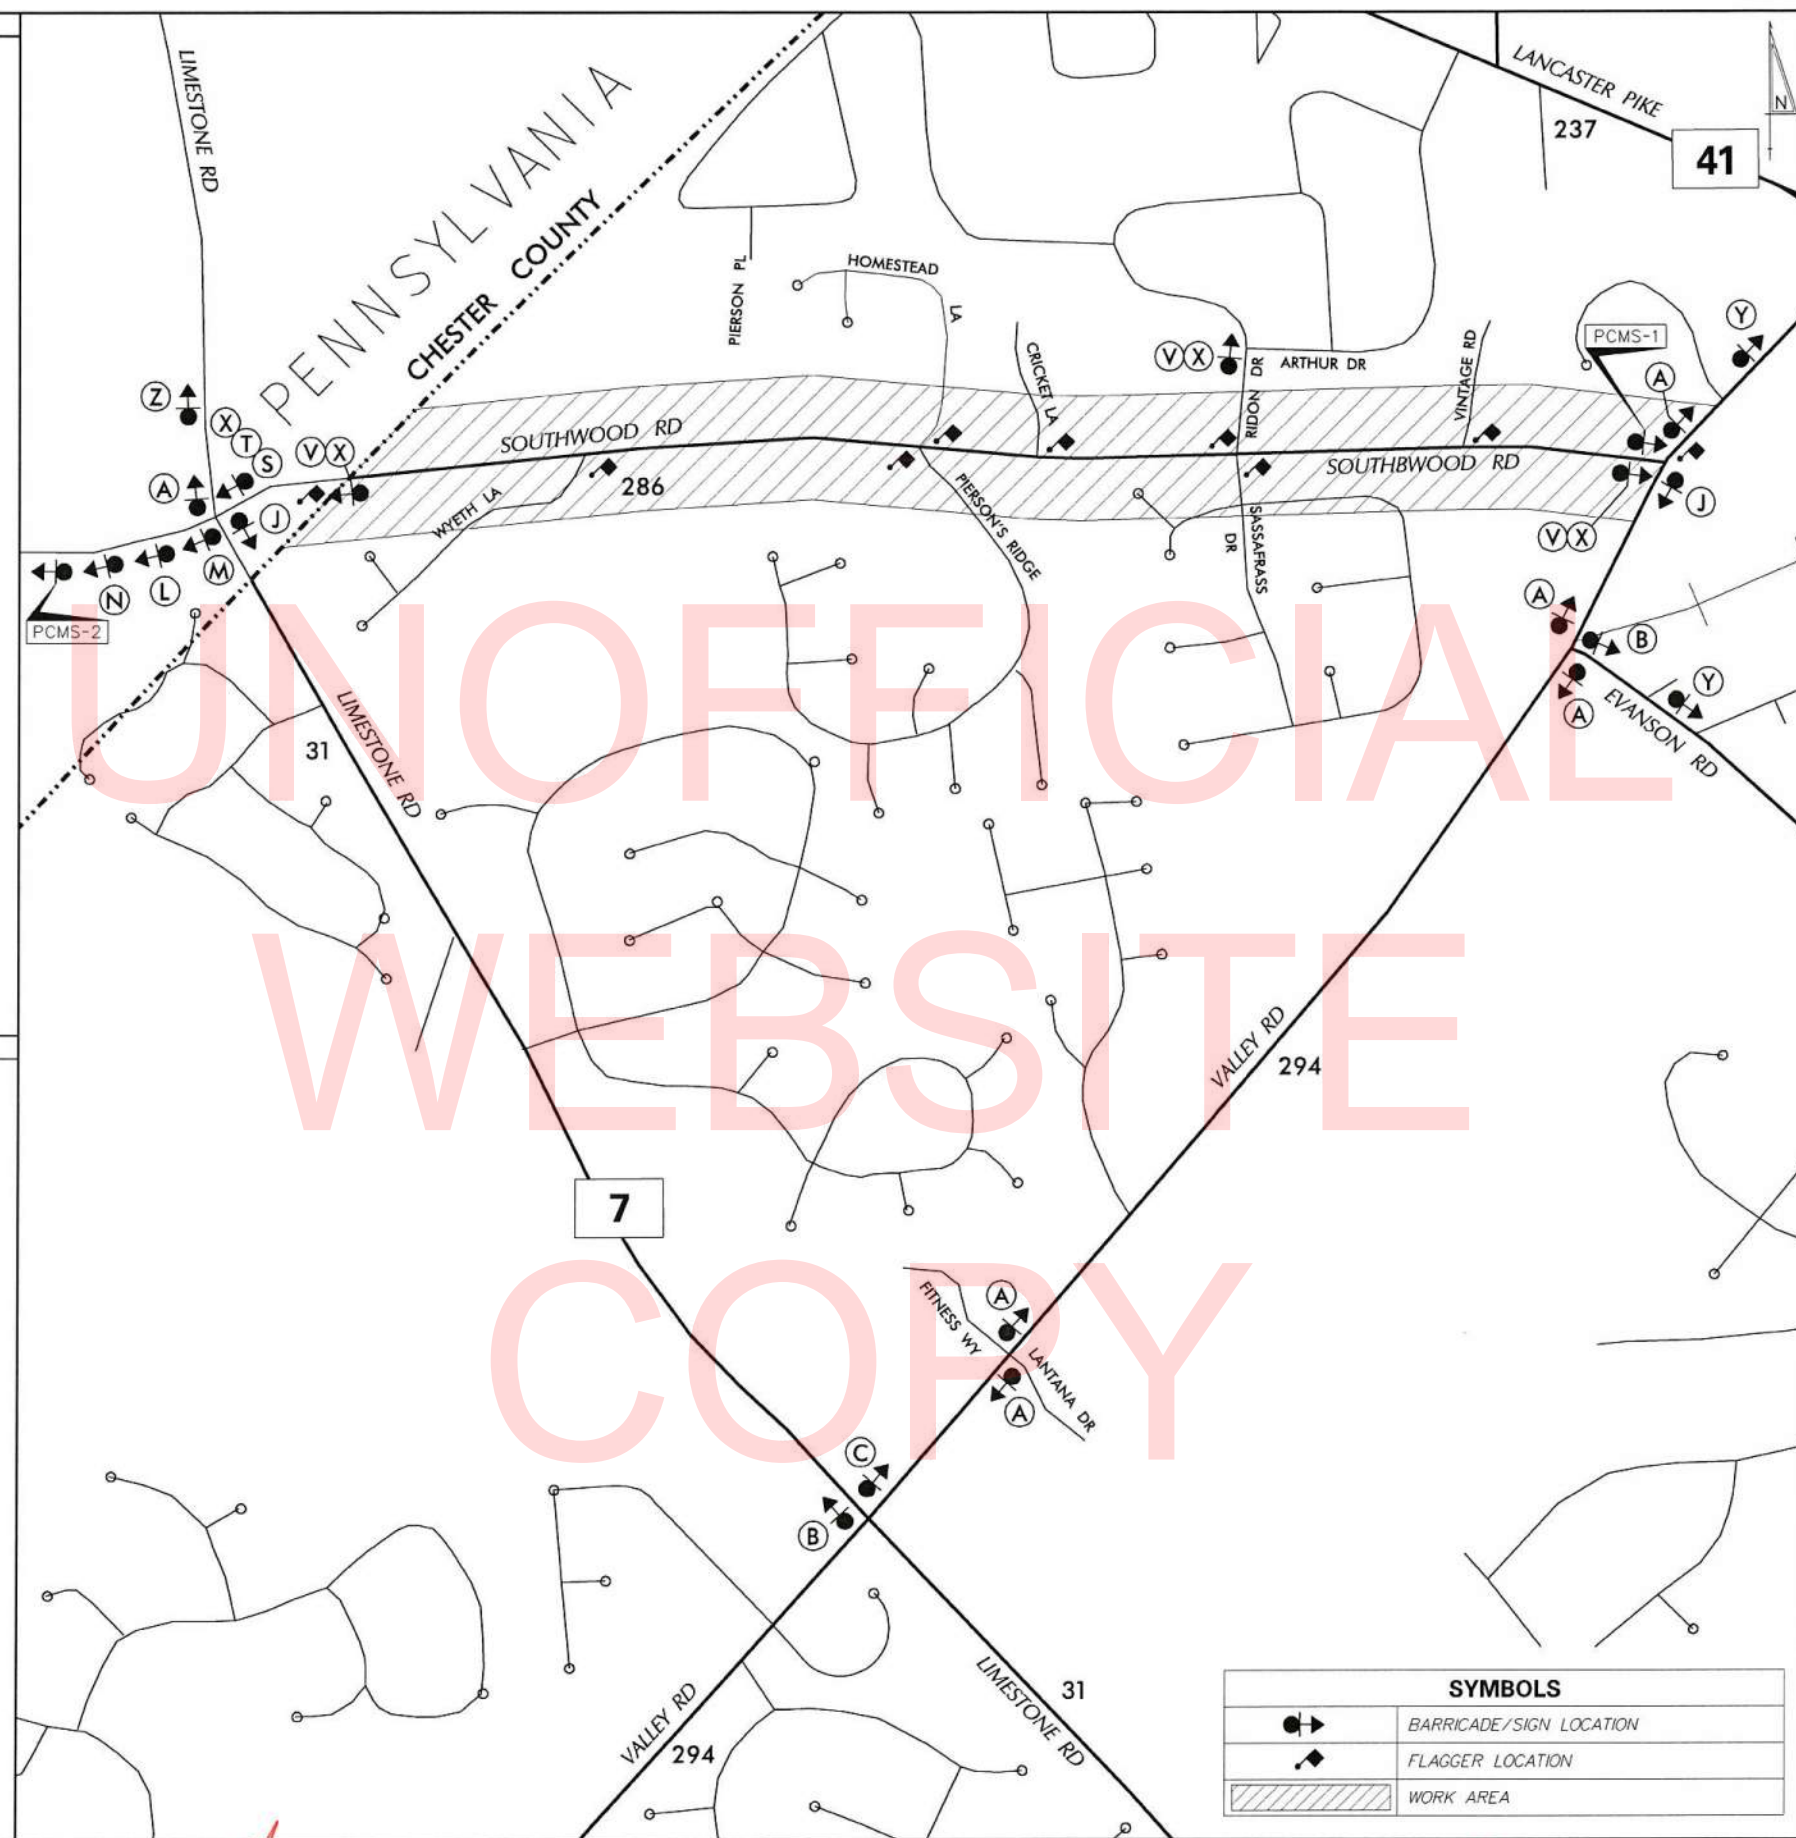 LIMESTONE RD
PENNSYLVANIA
CHESTER COUNTY
LANCASTER PIKE
237
41
N
PIERSON PL
HOMESTEAD
LA
CRICKET LA
V X
RIDON DR
ARTHUR DR
VINTAGE RD
PCMS-1
Y
A
Z
X
T
S
V X
A
J
M
L
N
PCMS-2
SOUTHWOOD RD
286
WYETH LA
PIERSON'S RIDGE
SOUTHBWOOD RD
SASSAFRASS
DR
J
V X
A
B
Y
A
EVANSON RD
UNOFFICIAL
LIMESTONE RD
31
WEBSITE
VALLEY RD
294
7
COPY
A
FITNESS WY
LANTANA DR
A
C
B
VALLEY RD
294
LIMESTONE RD
31
SYMBOLS
BARRICADE/SIGN LOCATION
FLAGGER LOCATION
WORK AREA